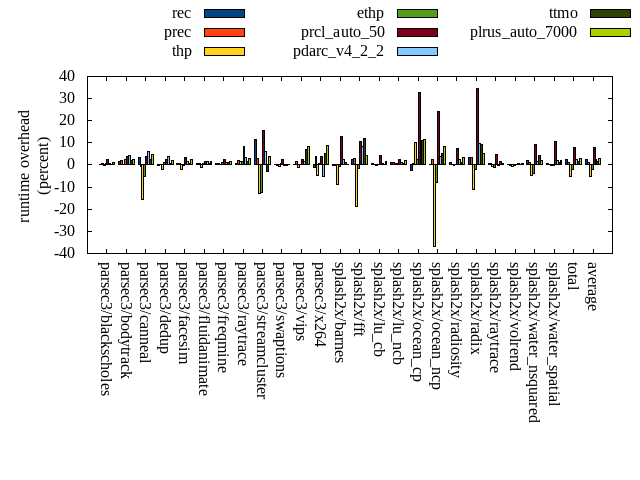 rec
prec
thp
ethp
prcl_auto_50
pdarc_v4_2_2
ttmo
plrus_auto_7000
runtime overhead
(percent)
40
30
20
10
0
-10
-20
-30
-40
parsec3/blackscholes
parsec3/bodytrack
parsec3/canneal
parsec3/dedup
parsec3/facesim
parsec3/fluidanimate
parsec3/freqmine
parsec3/raytrace
parsec3/streamcluster
parsec3/swaptions
parsec3/vips
parsec3/x264
splash2x/barnes
splash2x/fft
splash2x/lu_cb
splash2x/lu_ncb
splash2x/ocean_cp
splash2x/ocean_ncp
splash2x/radiosity
splash2x/radix
splash2x/raytrace
splash2x/volrend
splash2x/water_nsquared
splash2x/water_spatial
total
average